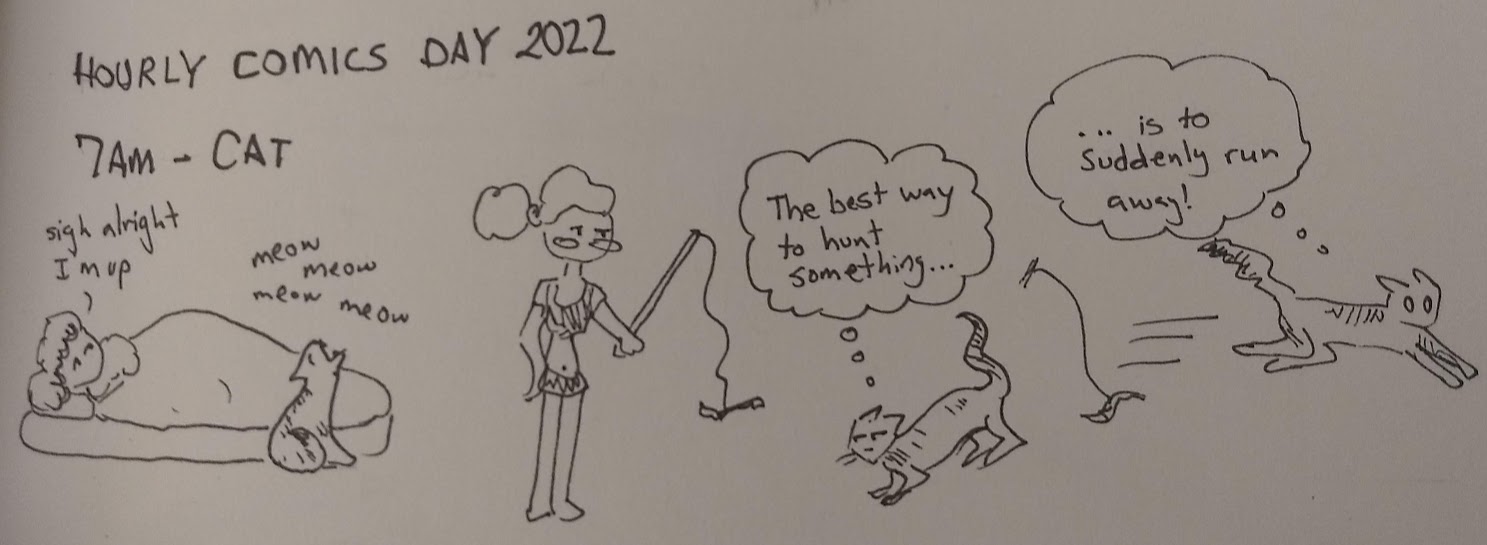 HOURLY COMICS DAY 2022
7AM - CAT
sigh alright
I'm up
meow
meow
meow meow
The best way
to hunt
something...
... is to
suddenly run
away!